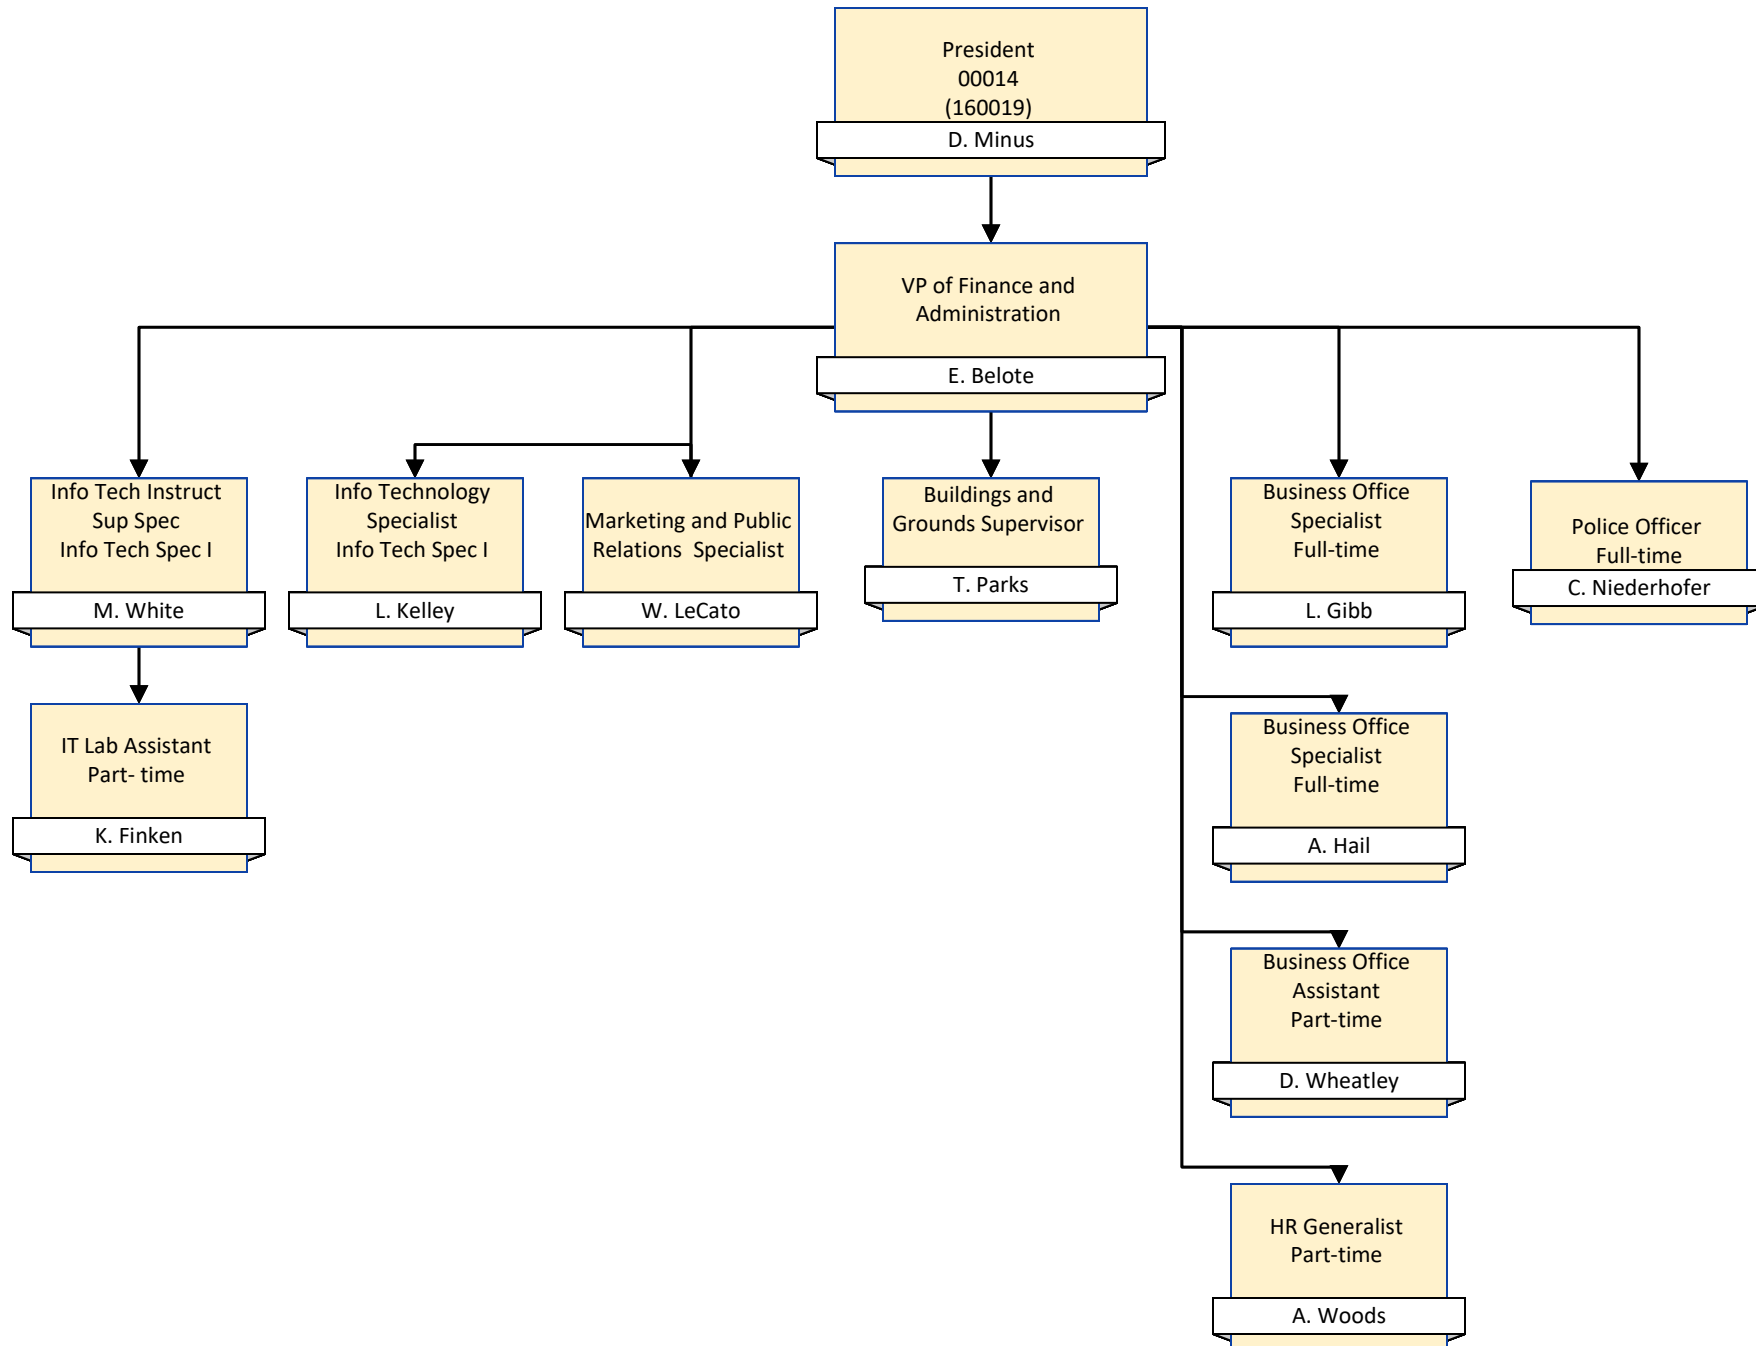 President
00014
(160019)
D. Minus
VP of Finance and
Administration
E. Belote
Info Tech Instruct
Sup Spec
Info Tech Spec I
M. White
Info Technology
Specialist
Info Tech Spec I
L. Kelley
Marketing and Public
Relations  Specialist
W. LeCato
Buildings and
Grounds Supervisor
T. Parks
Business Office
Specialist
Full-time
L. Gibb
Police Officer
Full-time
C. Niederhofer
IT Lab Assistant
Part- time
K. Finken
Business Office
Specialist
Full-time
A. Hail
Business Office
Assistant
Part-time
D. Wheatley
HR Generalist
Part-time
A. Woods